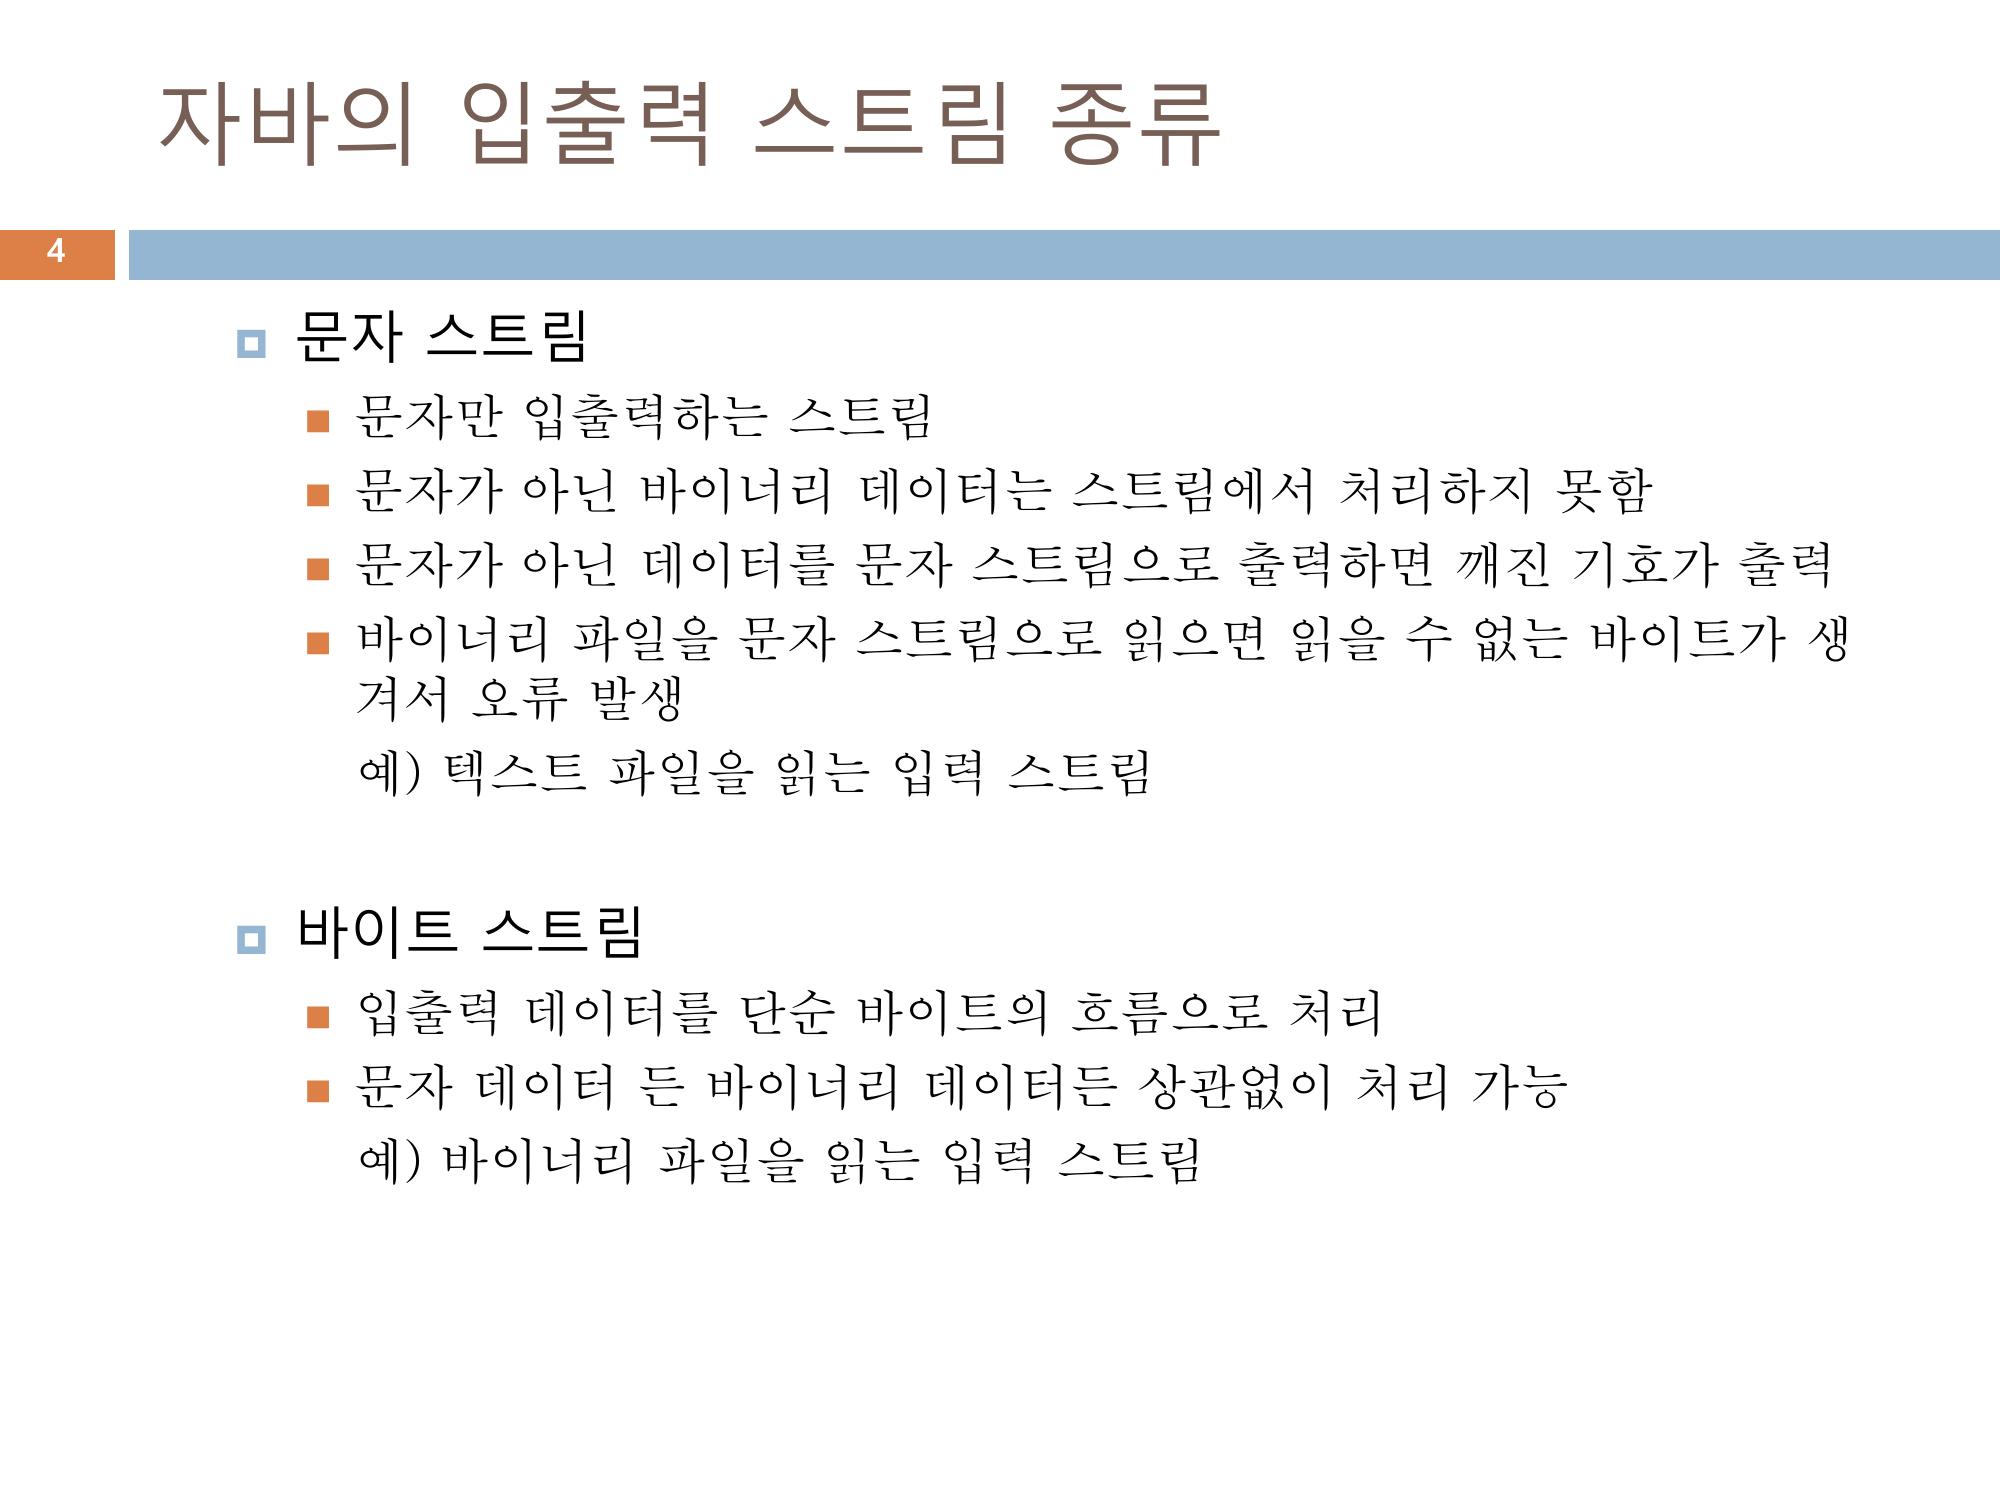 자바의 입출력 스트림 종류
4
문자 스트림
문자만 입출력하는 스트림
문자가 아닌 바이너리 데이터는 스트림에서 처리하지 못함
문자가 아닌 데이터를 문자 스트림으로 출력하면 깨진 기호가 출력
바이너리 파일을 문자 스트림으로 읽으면 읽을 수 없는 바이트가 생
겨서 오류 발생
예) 텍스트 파일을 읽는 입력 스트림
바이트 스트림
입출력 데이터를 단순 바이트의 흐름으로 처리
문자 데이터 든 바이너리 데이터든 상관없이 처리 가능
예) 바이너리 파일을 읽는 입력 스트림